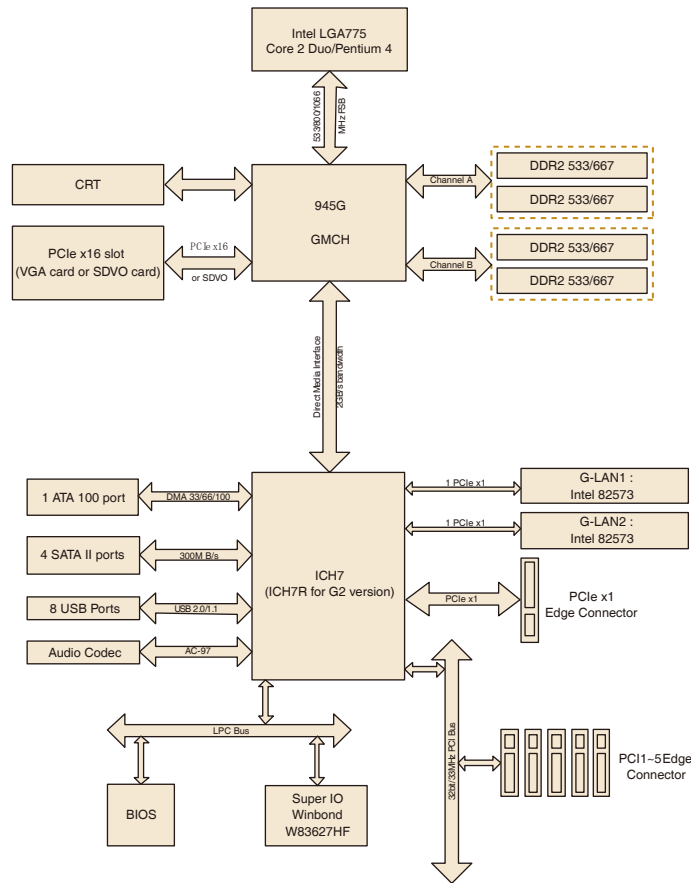 Intel LGA775
Core 2 Duo/Pentium 4
533/800/1066
MHz FSB
CRT
945G
GMCH
Channel A
DDR2 533/667
DDR2 533/667
PCIe x16 slot
(VGA card or SDVO card)
PCIe x16
or SDVO
Channel B
DDR2 533/667
DDR2 533/667
Direct Media Interface
2GB/s bandwidth
1 ATA 100 port
DMA 33/66/100
4 SATA II ports
300M B/s
8 USB Ports
USB 2.0/1.1
Audio Codec
AC-97
ICH7
(ICH7R for G2 version)
1 PCIe x1
G-LAN1 :
Intel 82573
1 PCIe x1
G-LAN2 :
Intel 82573
PCIe x1
PCIe x1
Edge Connector
LPC Bus
BIOS
Super IO
Winbond
W83627HF
32bit/33MHz PCI Bus
PCI1~5Edge
Connector